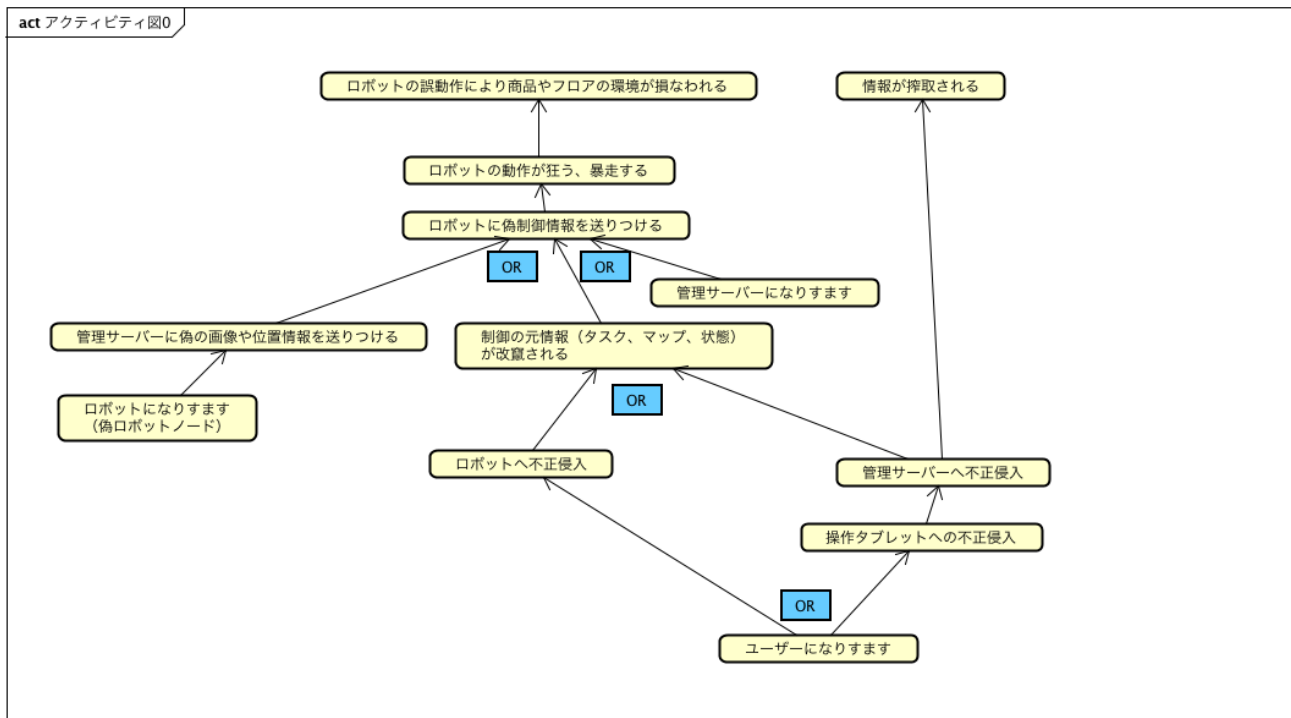 act アクティビティ図0
ロボットの誤動作により商品やフロアの環境が損なわれる
情報が搾取される
ロボットの動作が狂う、暴走する
ロボットに偽制御情報を送りつける
OR
OR
管理サーバーになりすます
管理サーバーに偽の画像や位置情報を送りつける
制御の元情報（タスク、マップ、状態）
が改竄される
ロボットになりすます
（偽ロボットノード）
OR
ロボットへ不正侵入
管理サーバーへ不正侵入
操作タブレットへの不正侵入
OR
ユーザーになりすます